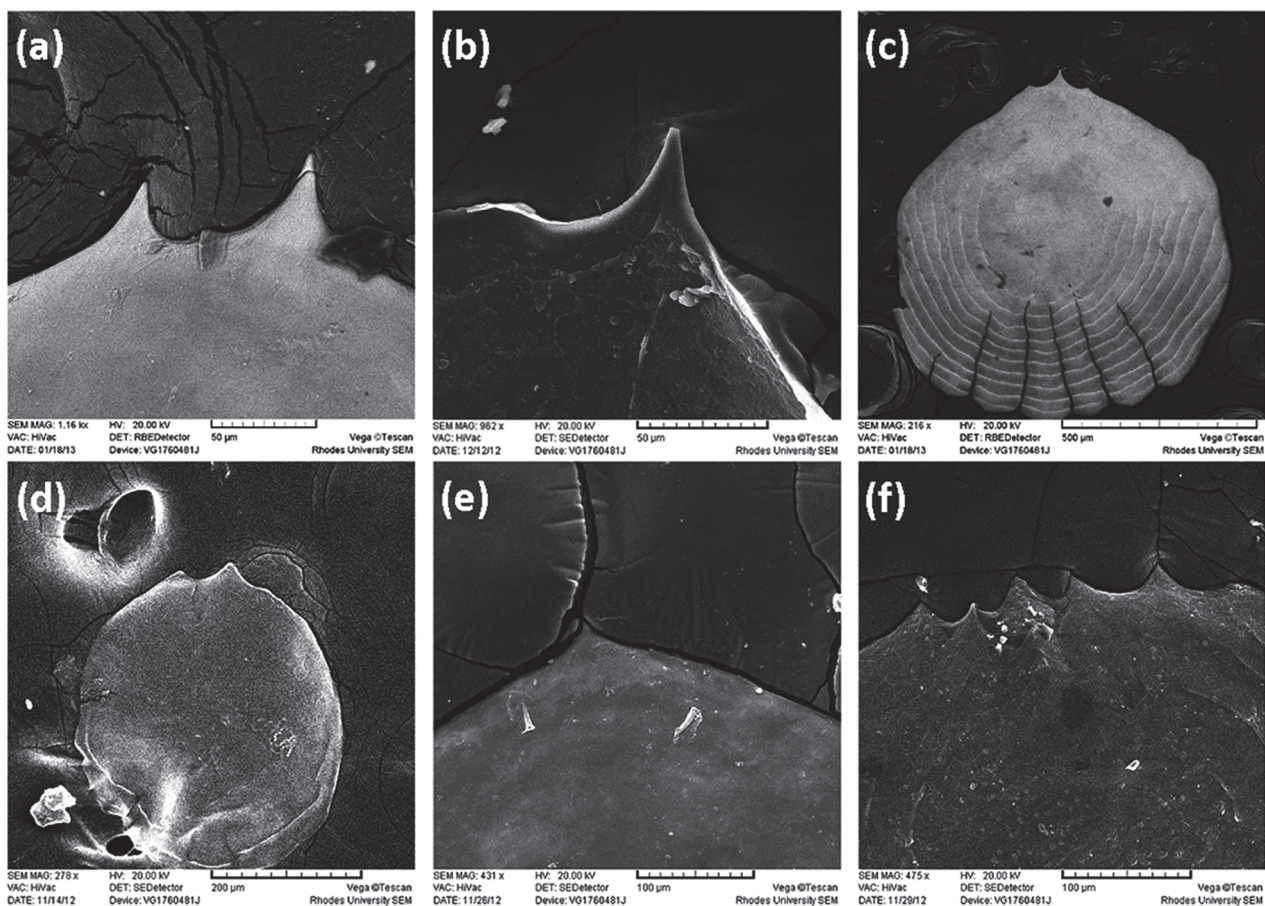 (a)
SEM MAG: 1.16 kx HV: 20.00 kV
VAC: HiVac DET: RBEDetector 50 µm Vega ©Tescan
DATE: 01/18/13 Device: VG1760481J Rhodes University SEM
(b)
SEM MAG: 962 x HV: 20.00 kV
VAC: HiVac DET: SEDetector 50 µm Vega ©Tescan
DATE: 12/12/12 Device: VG1760481J Rhodes University SEM
(c)
SEM MAG: 216 x HV: 20.00 kV
VAC: HiVac DET: RBEDetector 500 µm Vega ©Tescan
DATE: 01/18/13 Device: VG1760481J Rhodes University SEM
(d)
SEM MAG: 278 x HV: 20.00 kV
VAC: HiVac DET: SEDetector 200 µm Vega ©Tescan
DATE: 11/14/12 Device: VG1760481J Rhodes University SEM
(e)
SEM MAG: 431 x HV: 20.00 kV
VAC: HiVac DET: SEDetector 100 µm Vega ©Tescan
DATE: 11/26/12 Device: VG1760481J Rhodes University SEM
(f)
SEM MAG: 475 x HV: 20.00 kV
VAC: HiVac DET: SEDetector 100 µm Vega ©Tescan
DATE: 11/29/12 Device: VG1760481J Rhodes University SEM